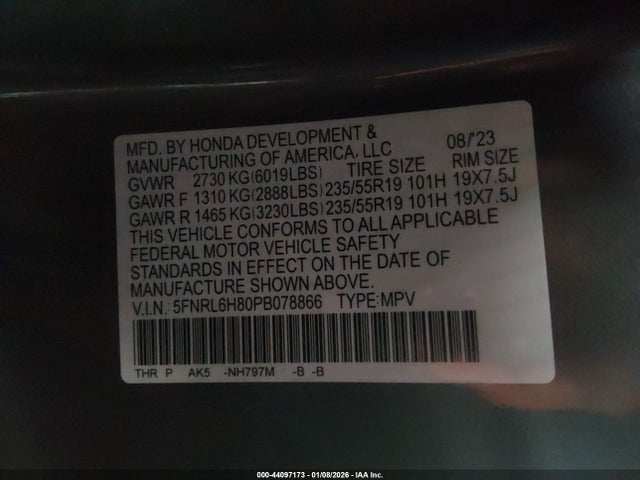 MFD. BY HONDA DEVELOPMENT & 08/'23
MANUFACTURING OF AMERICA, LLC
GVWR 2730 KG(6019LBS) TIRE SIZE RIM SIZE
GAWR F 1310 KG(2888LBS) 235/55R19 101H 19X7.5J
GAWR R 1465 KG(3230LBS) 235/55R19 101H 19X7.5J
THIS VEHICLE CONFORMS TO ALL APPLICABLE
FEDERAL MOTOR VEHICLE SAFETY
STANDARDS IN EFFECT ON THE DATE OF
MANUFACTURE SHOWN ABOVE.
V.I.N.: 5FNRL6H80PB078866 TYPE:MPV
THR P AK5 -NH797M -B -B
000-44097173 - 01/08/2026 - IAA Inc.